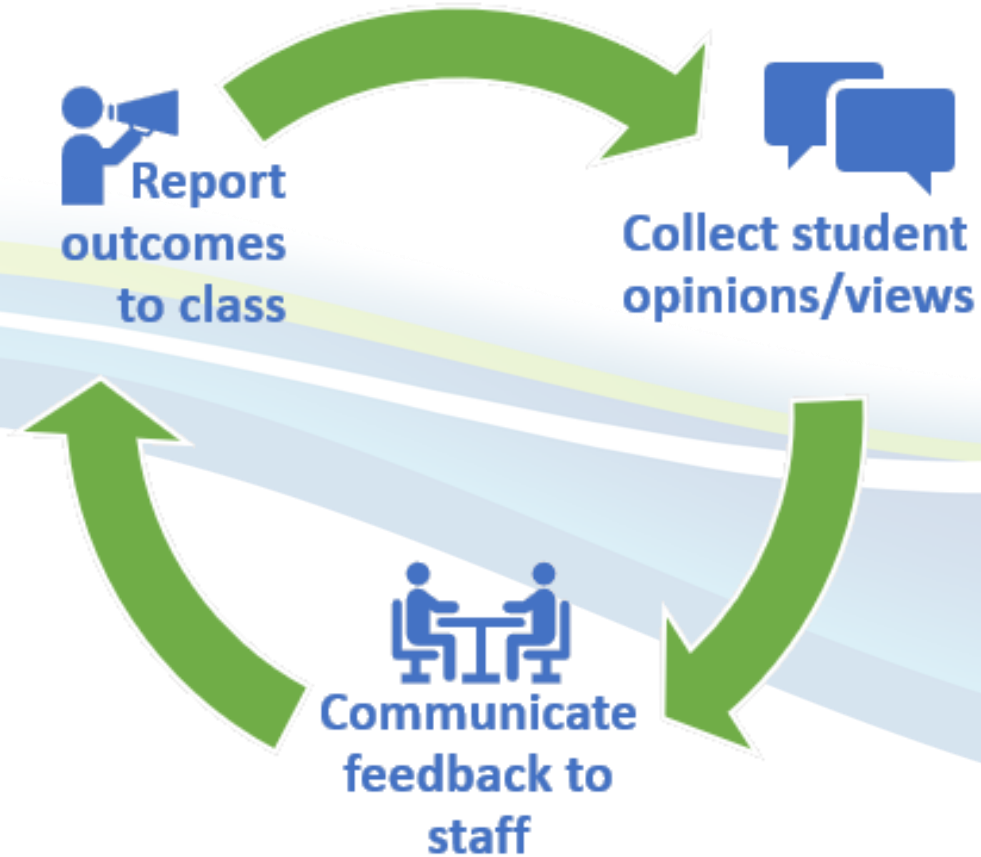 Report
outcomes
to class
Collect student
opinions/views
Communicate
feedback to
staff